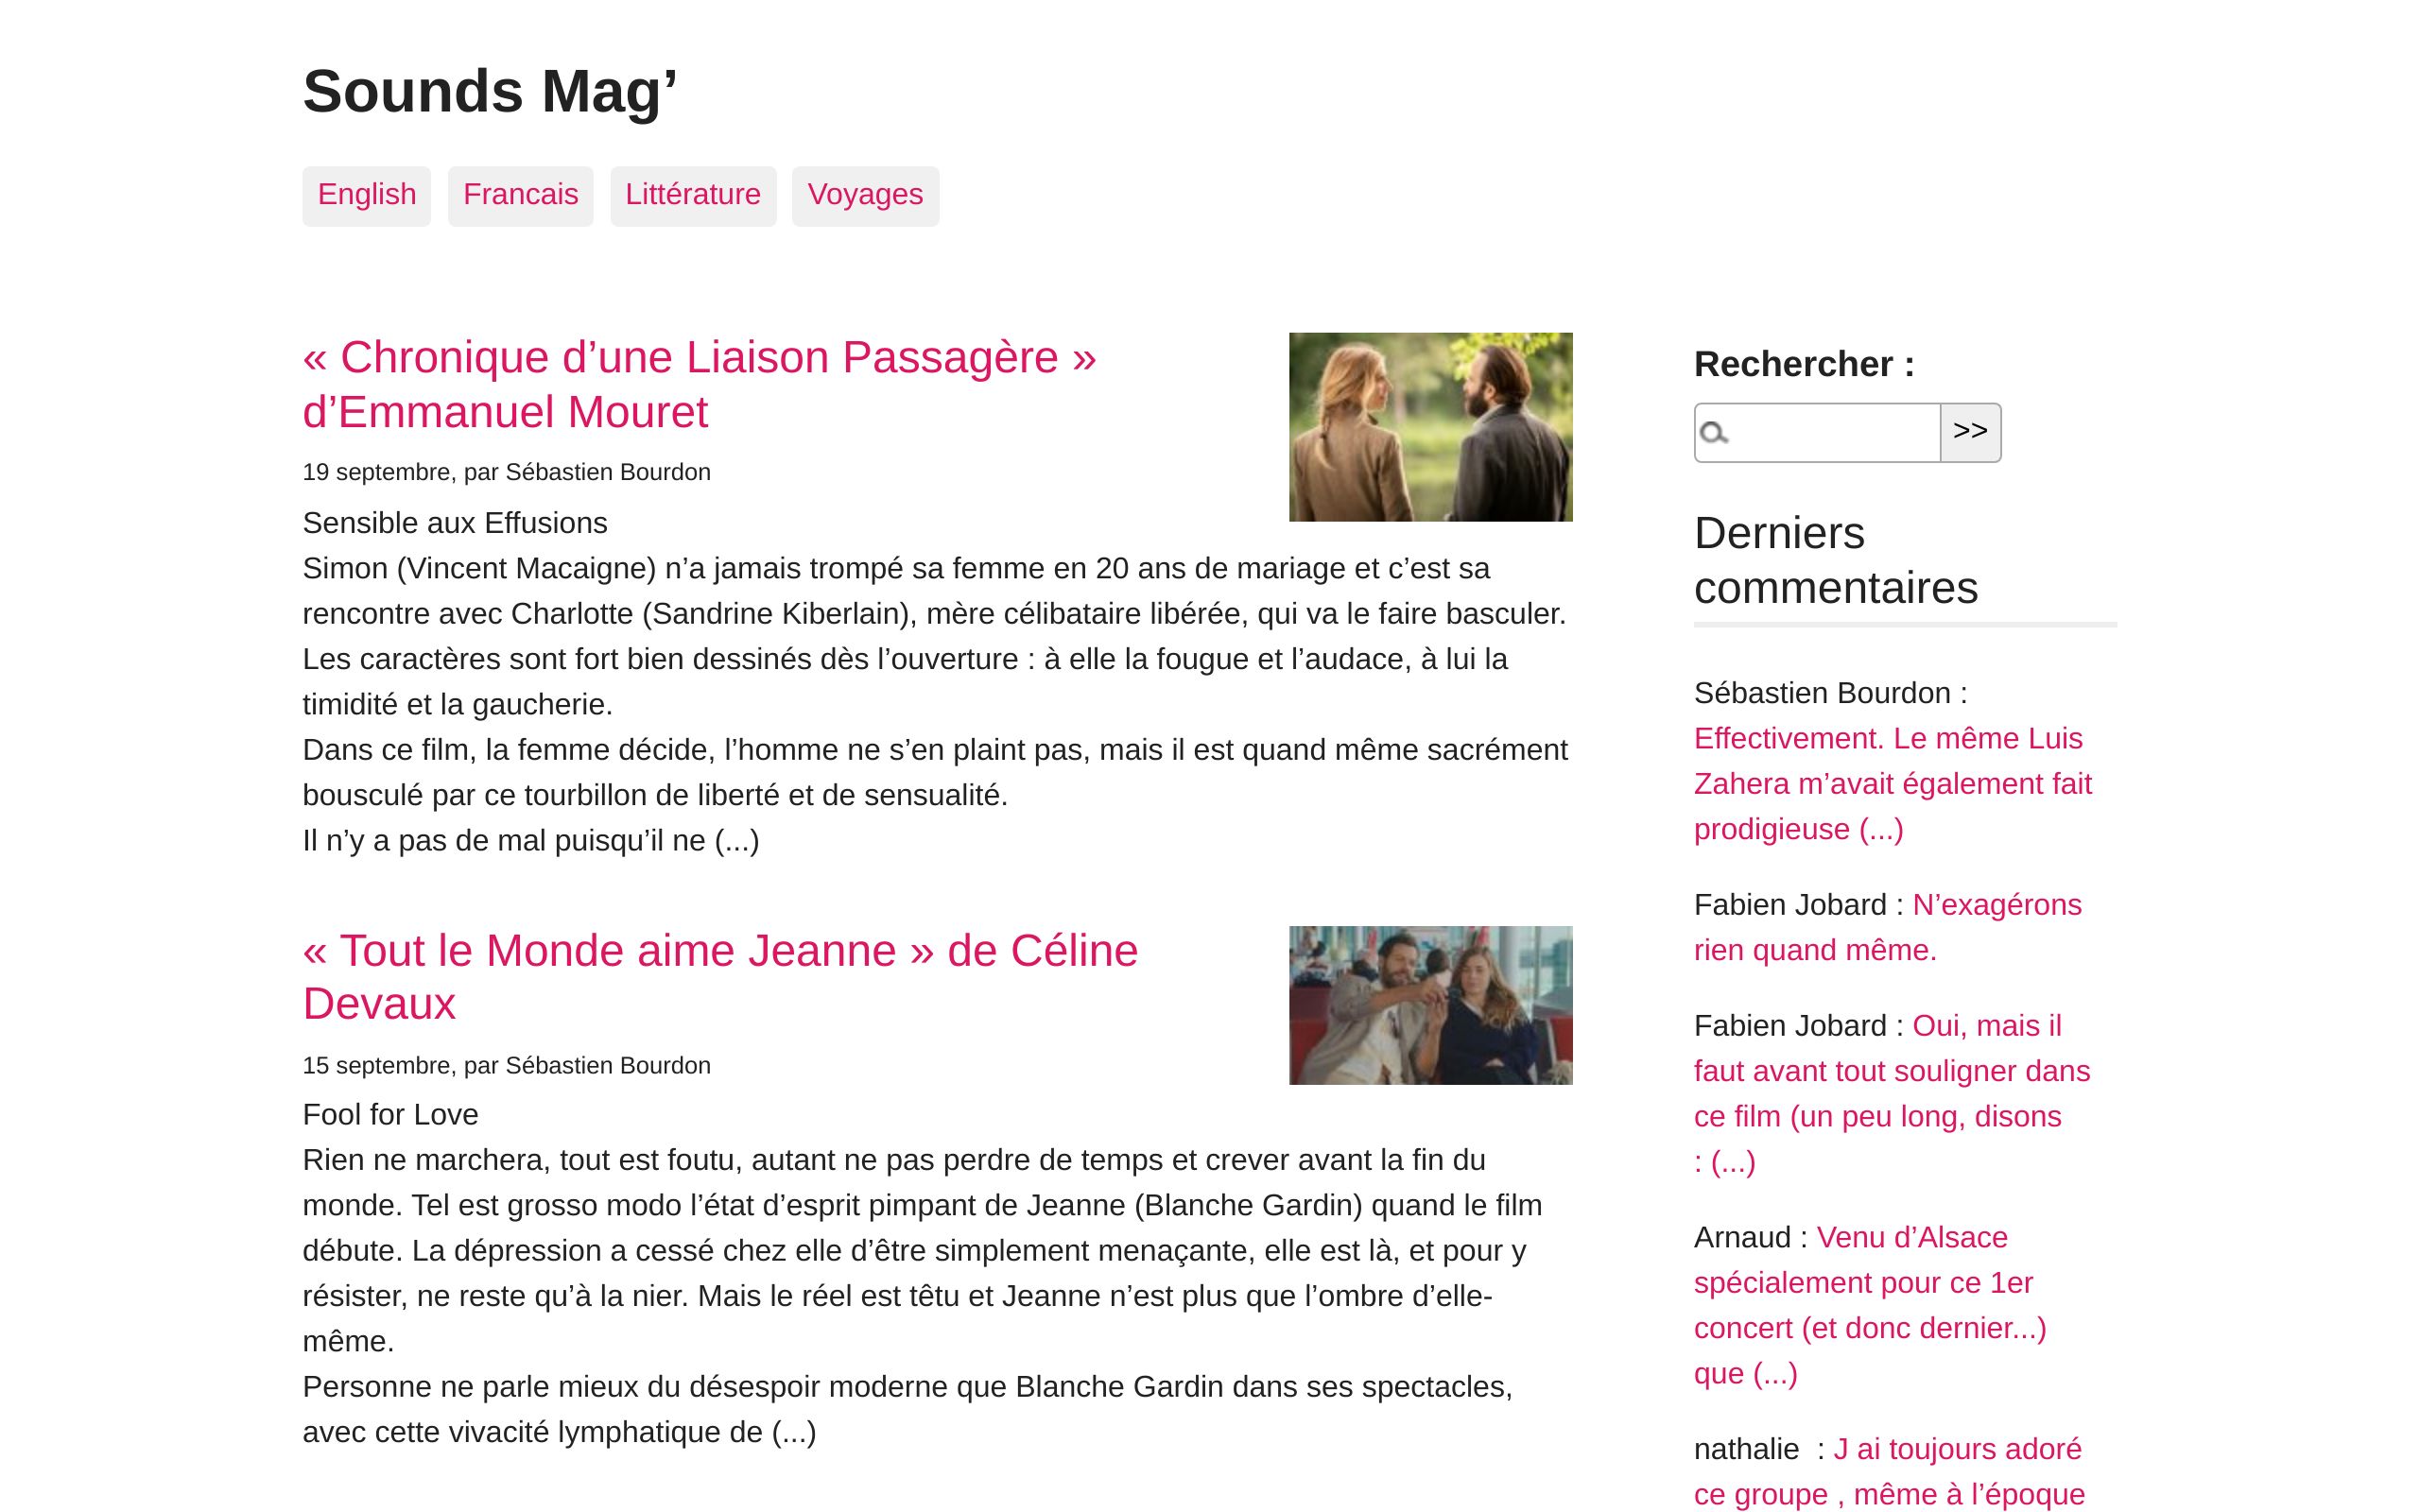 Sounds Mag’
English Francais Littérature Voyages
« Chronique d’une Liaison Passagère »
d’Emmanuel Mouret
19 septembre, par Sébastien Bourdon
Sensible aux Effusions
Simon (Vincent Macaigne) n’a jamais trompé sa femme en 20 ans de mariage et c’est sa
rencontre avec Charlotte (Sandrine Kiberlain), mère célibataire libérée, qui va le faire basculer.
Les caractères sont fort bien dessinés dès l’ouverture : à elle la fougue et l’audace, à lui la
timidité et la gaucherie.
Dans ce film, la femme décide, l’homme ne s’en plaint pas, mais il est quand même sacrément
bousculé par ce tourbillon de liberté et de sensualité.
Il n’y a pas de mal puisqu’il ne (...)
« Tout le Monde aime Jeanne » de Céline
Devaux
15 septembre, par Sébastien Bourdon
Fool for Love
Rien ne marchera, tout est foutu, autant ne pas perdre de temps et crever avant la fin du
monde. Tel est grosso modo l’état d’esprit pimpant de Jeanne (Blanche Gardin) quand le film
débute. La dépression a cessé chez elle d’être simplement menaçante, elle est là, et pour y
résister, ne reste qu’à la nier. Mais le réel est têtu et Jeanne n’est plus que l’ombre d’elle-
même.
Personne ne parle mieux du désespoir moderne que Blanche Gardin dans ses spectacles,
avec cette vivacité lymphatique de (...)
Rechercher :
>>
Derniers
commentaires
Sébastien Bourdon :
Effectivement. Le même Luis
Zahera m’avait également fait
prodigieuse (...)
Fabien Jobard : N’exagérons
rien quand même.
Fabien Jobard : Oui, mais il
faut avant tout souligner dans
ce film (un peu long, disons
: (...)
Arnaud : Venu d’Alsace
spécialement pour ce 1er
concert (et donc dernier...)
que (...)
nathalie  : J ai toujours adoré
ce groupe , même à l’époque